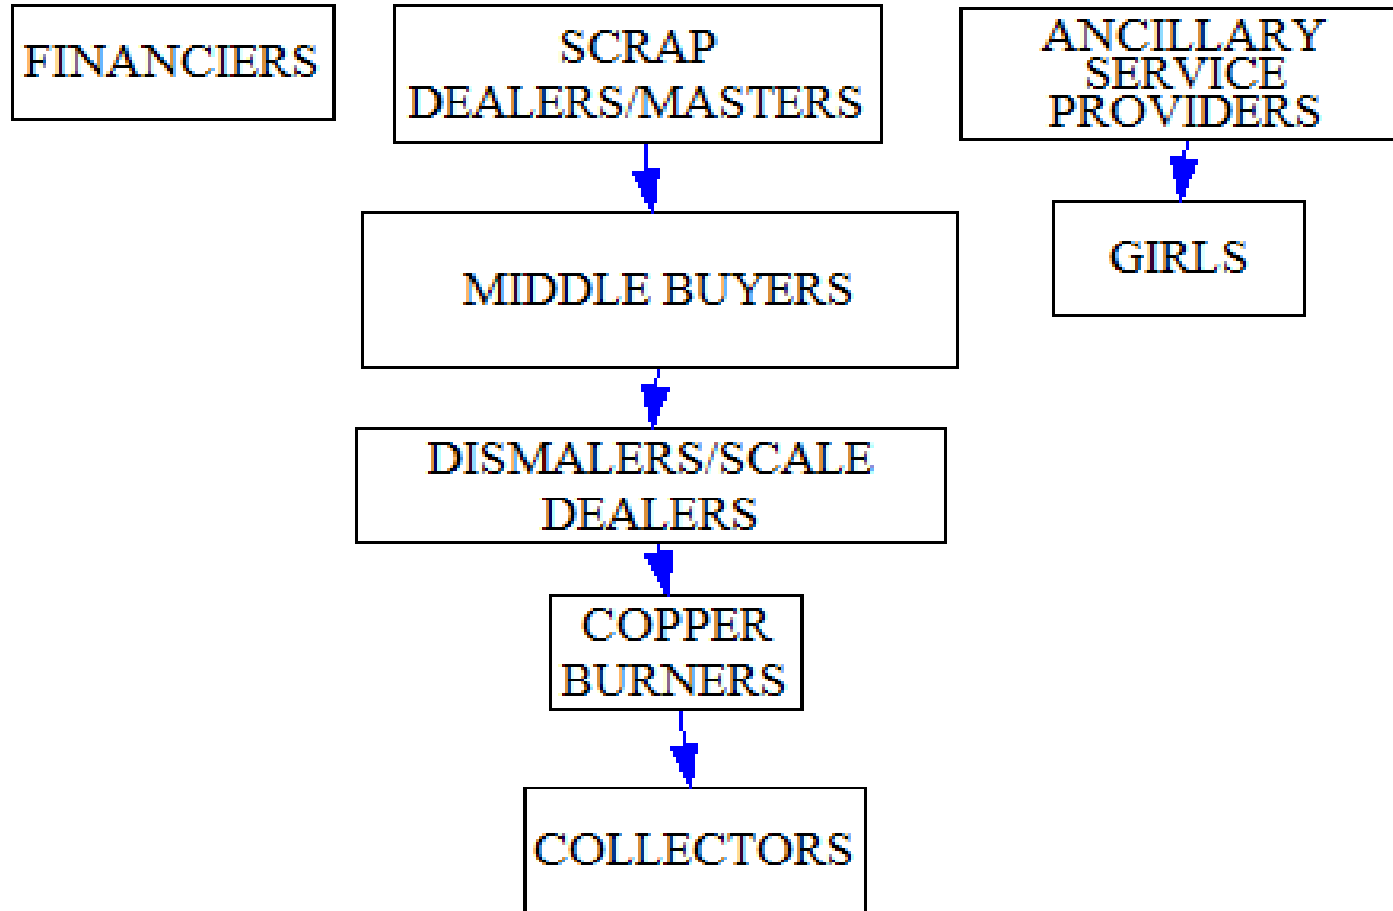 FINANCIERS
SCRAP
DEALERS/MASTERS
ANCILLARY
SERVICE
PROVIDERS
MIDDLE BUYERS
GIRLS
DISMALERS/SCALE
DEALERS
COPPER
BURNERS
COLLECTORS